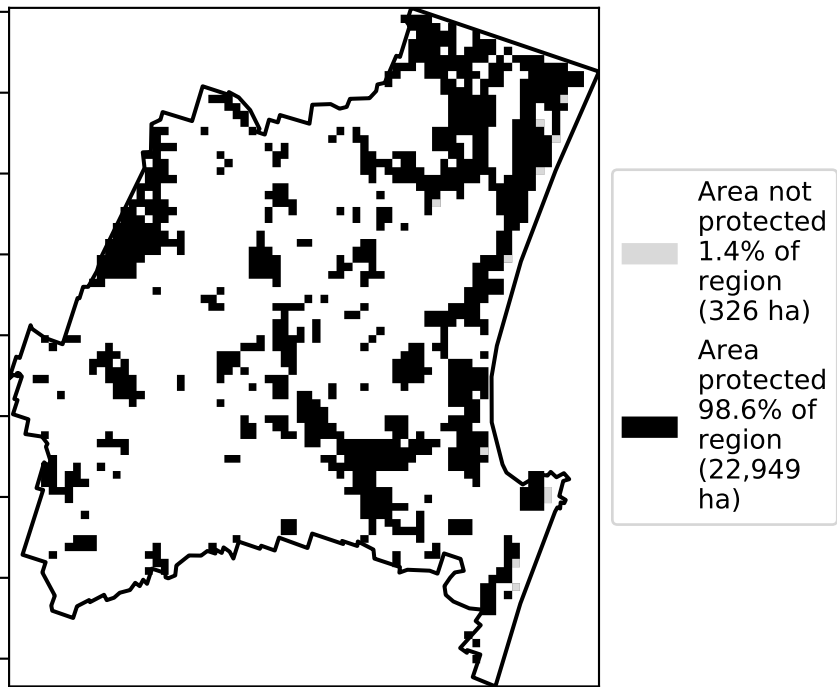 Area not
protected
1.4% of
region
(326 ha)
Area
protected
98.6% of
region
(22,949
ha)